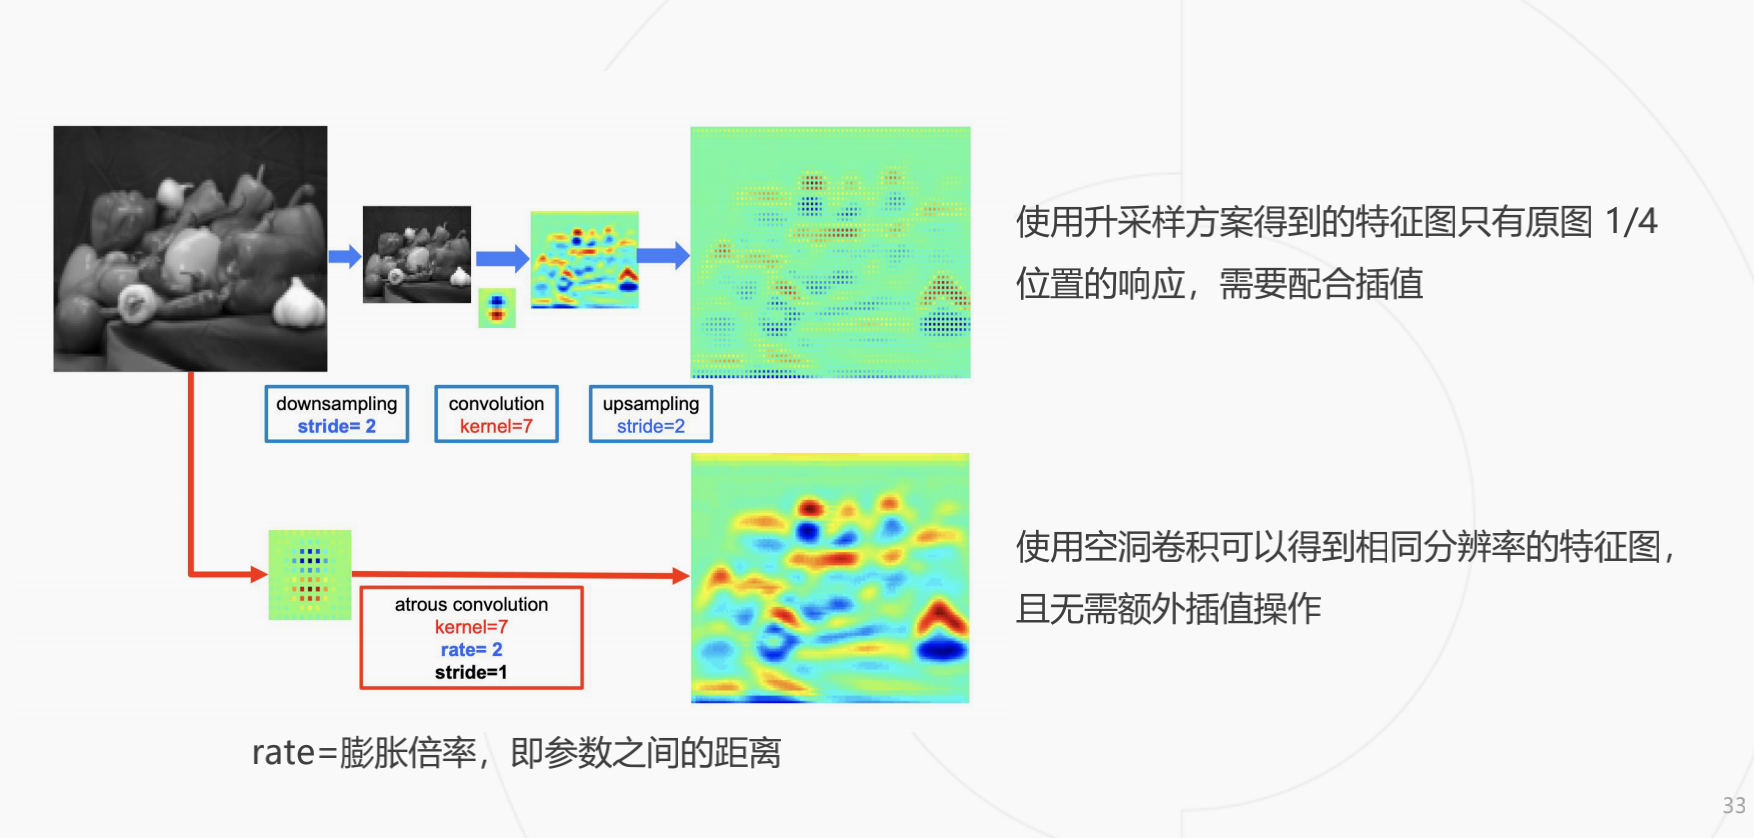 使用升采样方案得到的特征图只有原图 1/4
位置的响应，需要配合插值
downsampling
stride= 2
convolution
kernel=7
upsampling
stride=2
使用空洞卷积可以得到相同分辨率的特征图，
且无需额外插值操作
atrous convolution
kernel=7
rate= 2
stride=1
rate=膨胀倍率，即参数之间的距离
33